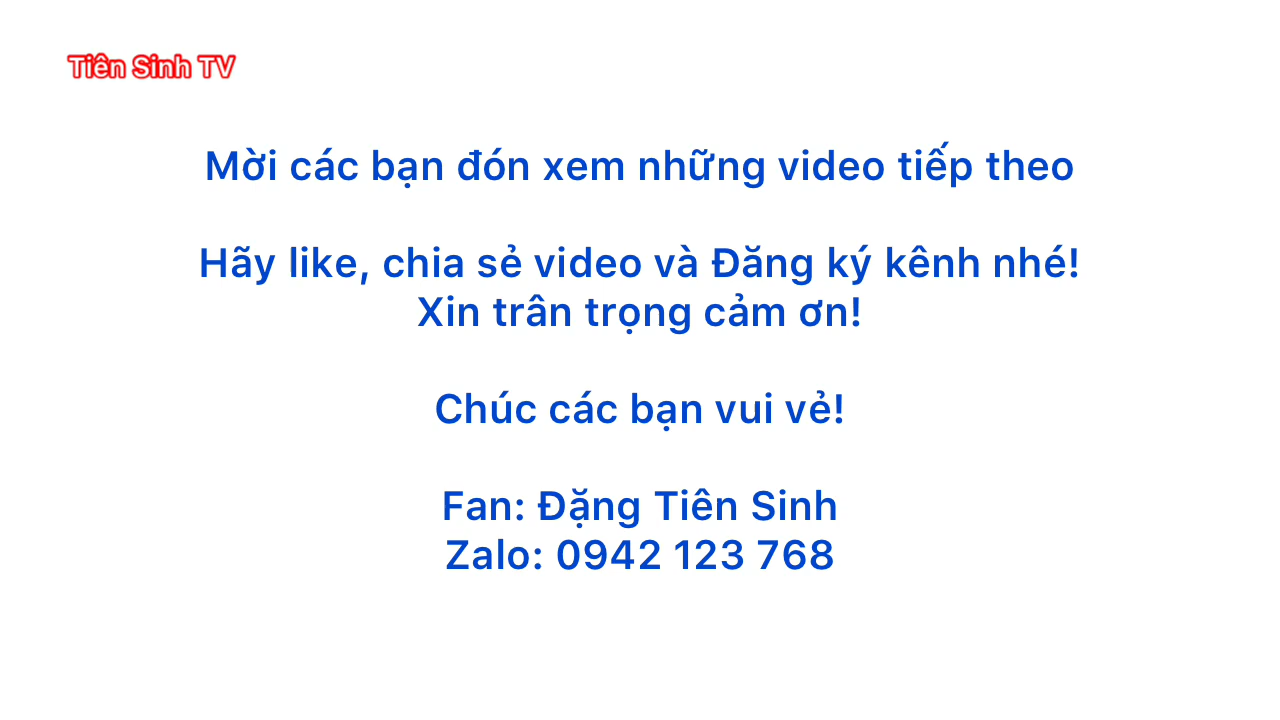 Tiên Sinh TV
Mời các bạn đón xem những video tiếp theo
Hãy like, chia sẻ video và Đăng ký kênh nhé!
Xin trân trọng cảm ơn!
Chúc các bạn vui vẻ!
Fan: Đặng Tiên Sinh
Zalo: 0942 123 768